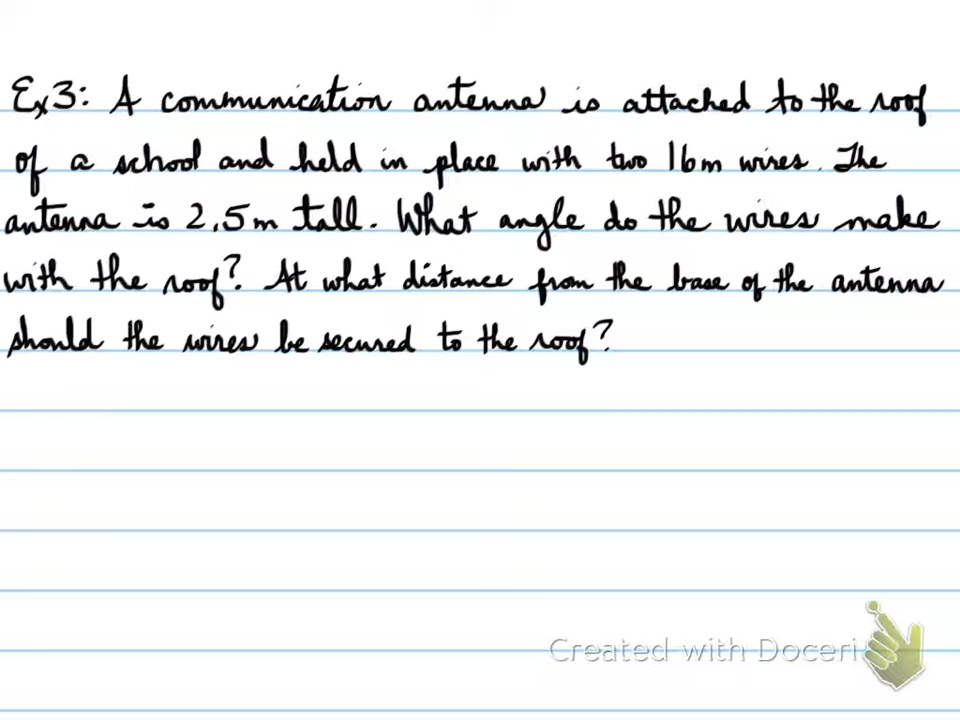 Ex3: A communication antenna is attached to the roof
of a school and held in place with two 16m wires. The
antenna is 2.5m tall. What angle do the wires make
with the roof? At what distance from the base of the antenna
should the wires be secured to the roof?
Created with Doceri